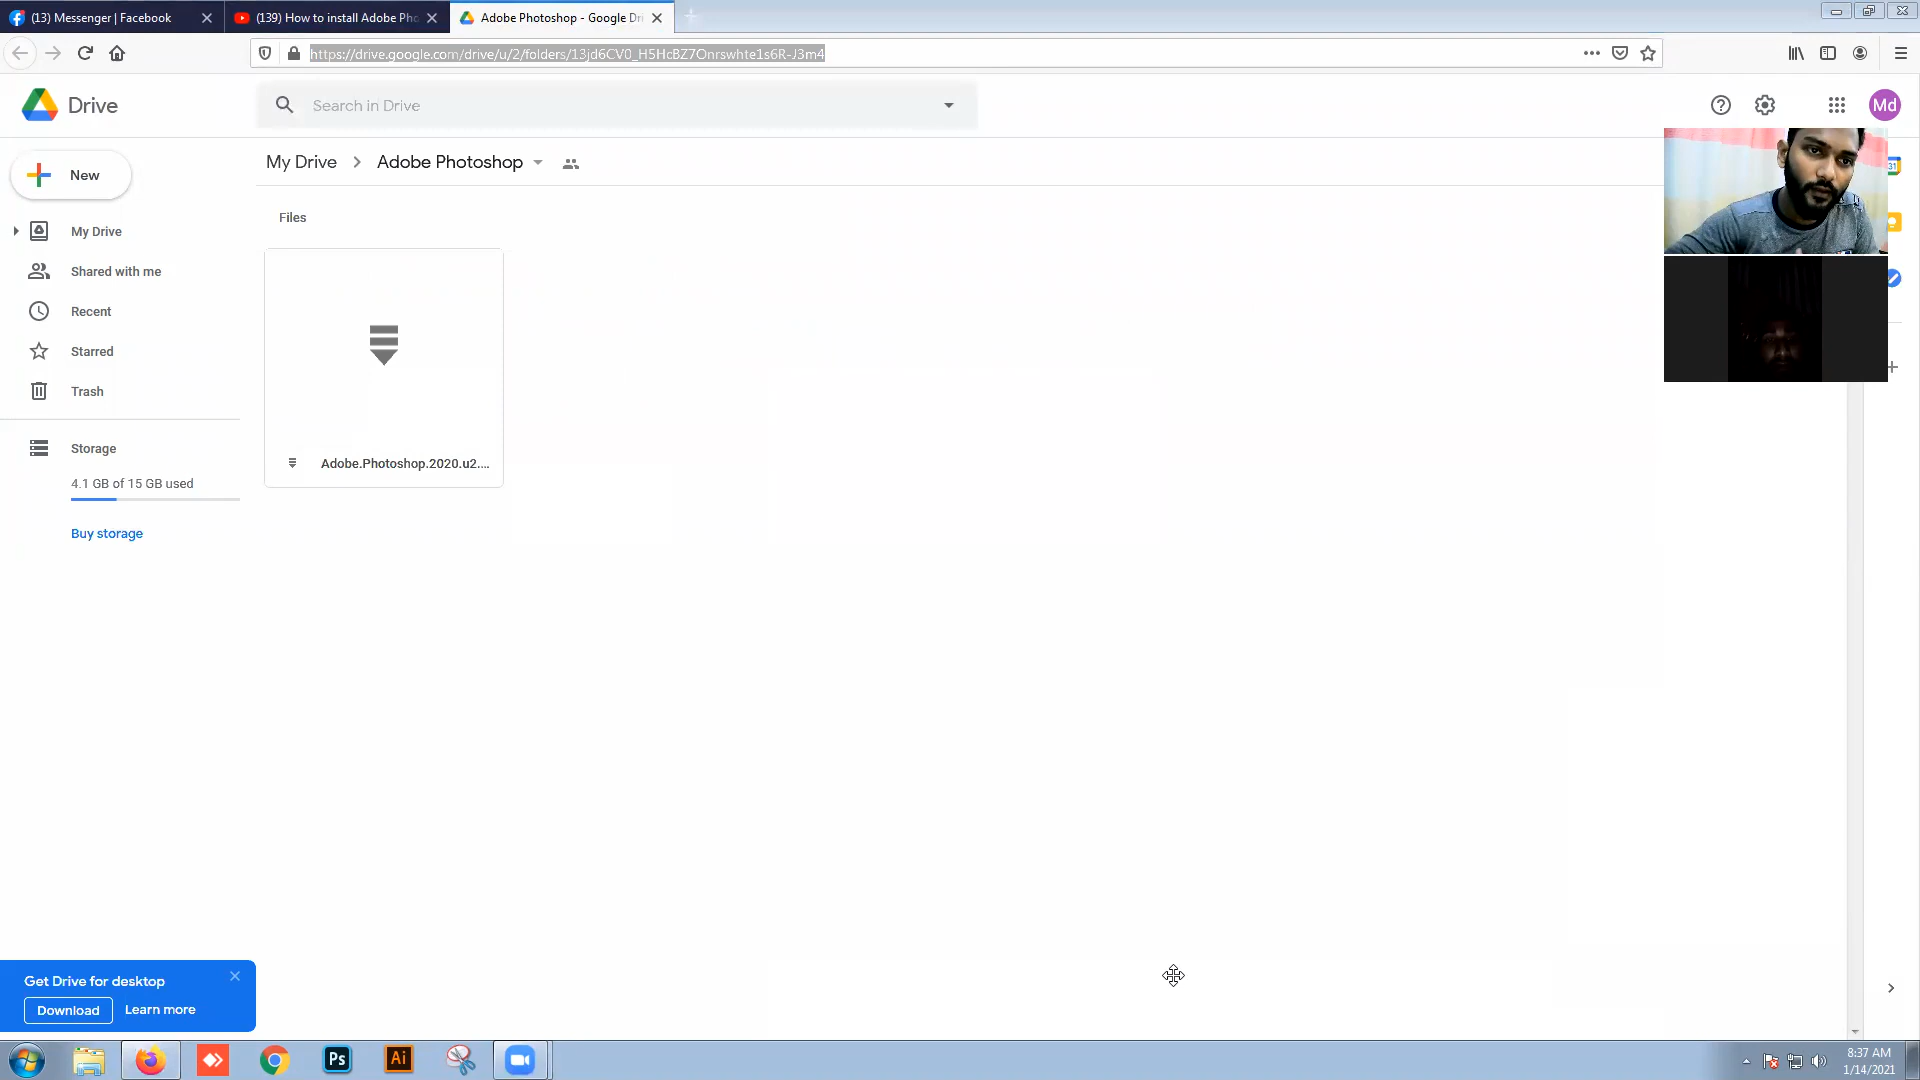 (13) Messenger | Facebook
(139) How to install Adobe Pho
Adobe Photoshop - Google Dri
https://drive.google.com/drive/u/2/folders/13jd6CV0_H5HcBZ7Onrswhte1s6R-J3m4
Drive
Search in Drive
Md
New
My Drive
Adobe Photoshop
31
Files
My Drive
Shared with me
Recent
Starred
Trash
Storage
4.1 GB of 15 GB used
Buy storage
Adobe.Photoshop.2020.u2....
Get Drive for desktop
Download
Learn more
Ps
Ai
8:37 AM
1/14/2021